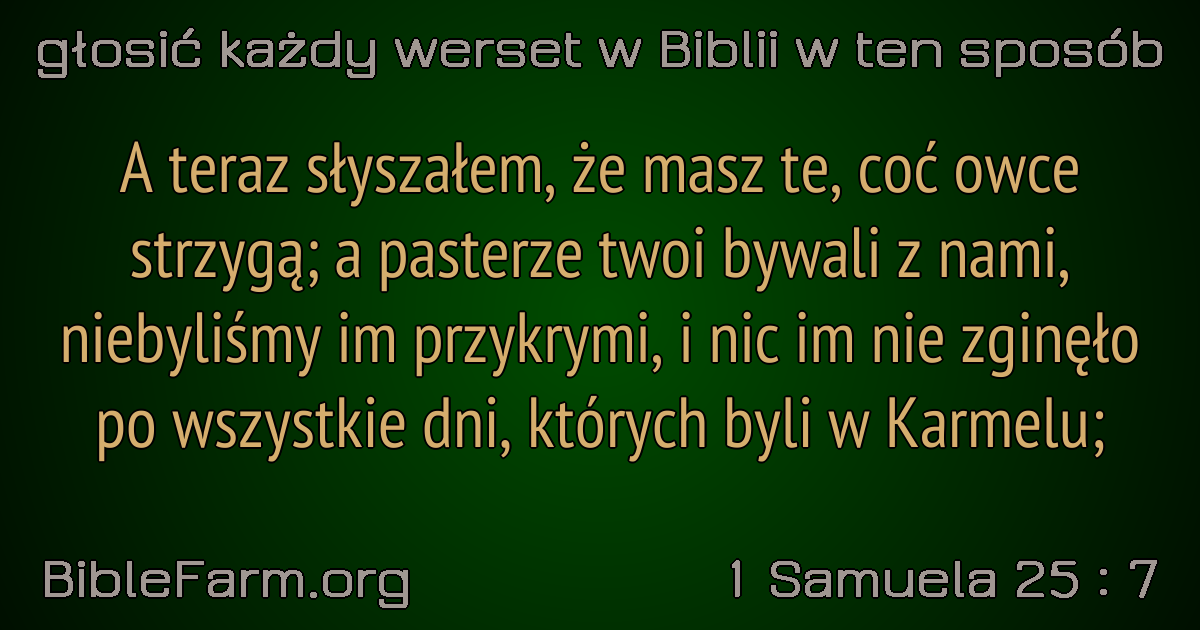 głosić każdy werset w Biblii w ten sposób
A teraz słyszałem, że masz te, coć owce
strzygą; a pasterze twoi bywali z nami,
niebyliśmy im przykrymi, i nic im nie zginęło
po wszystkie dni, których byli w Karmelu;
BibleFarm.org
1 Samuela 25 : 7